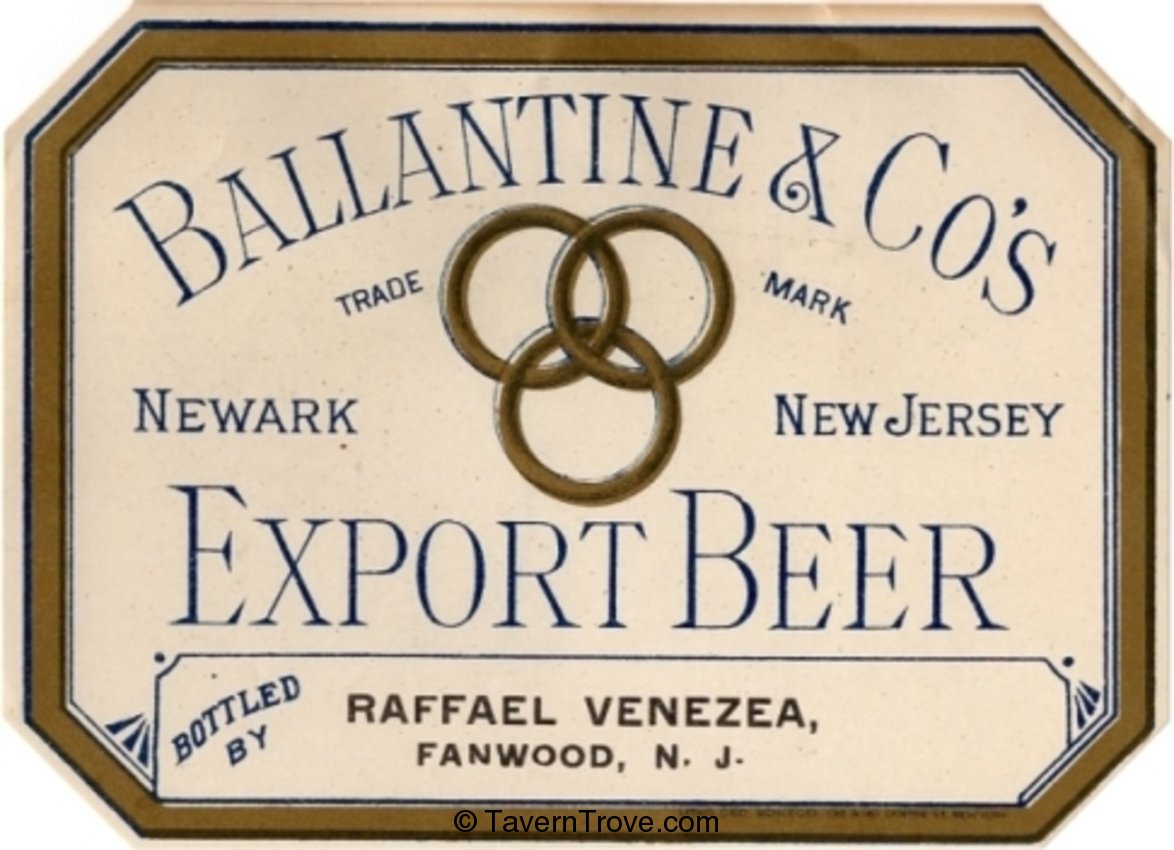 BALLANTINE & CO'S
TRADE MARK
NEWARK NEW JERSEY
EXPORT BEER
BOTTLED
BY
RAFFAEL VENEZEA,
FANWOOD, N. J.
© TavernTrove.com